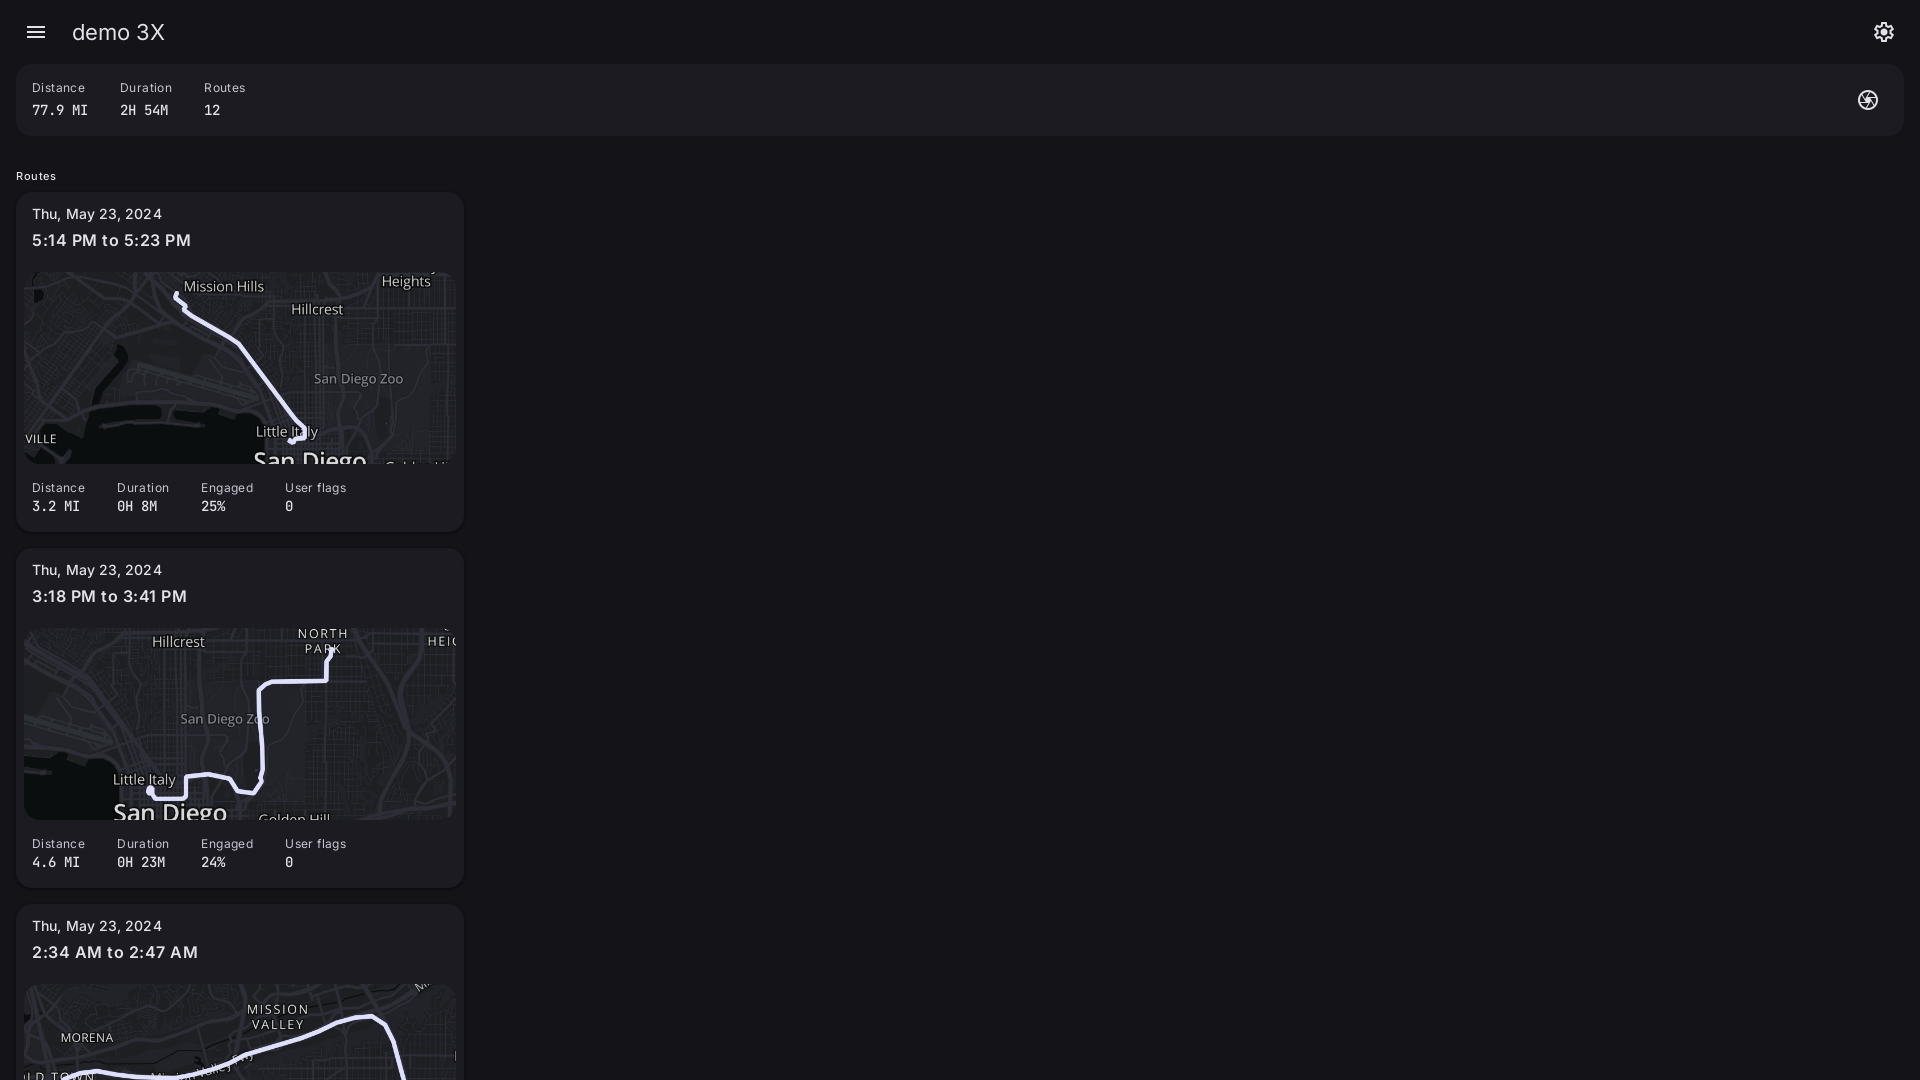 demo 3X
Distance
77.9 MI
Duration
2H 54M
Routes
12
Routes
Thu, May 23, 2024
5:14 PM to 5:23 PM
Mission Hills
Heights
Hillcrest
San Diego Zoo
Little Italy
VILLE
San Diego
Distance
3.2 MI
Duration
0H 8M
Engaged
25%
User flags
0
Thu, May 23, 2024
3:18 PM to 3:41 PM
Hillcrest
NORTH
PARK
HEIG
San Diego Zoo
Little Italy
San Diego
Golden Hill
Distance
4.6 MI
Duration
0H 23M
Engaged
24%
User flags
0
Thu, May 23, 2024
2:34 AM to 2:47 AM
MISSION
VALLEY
MORENA
OLD TOWN